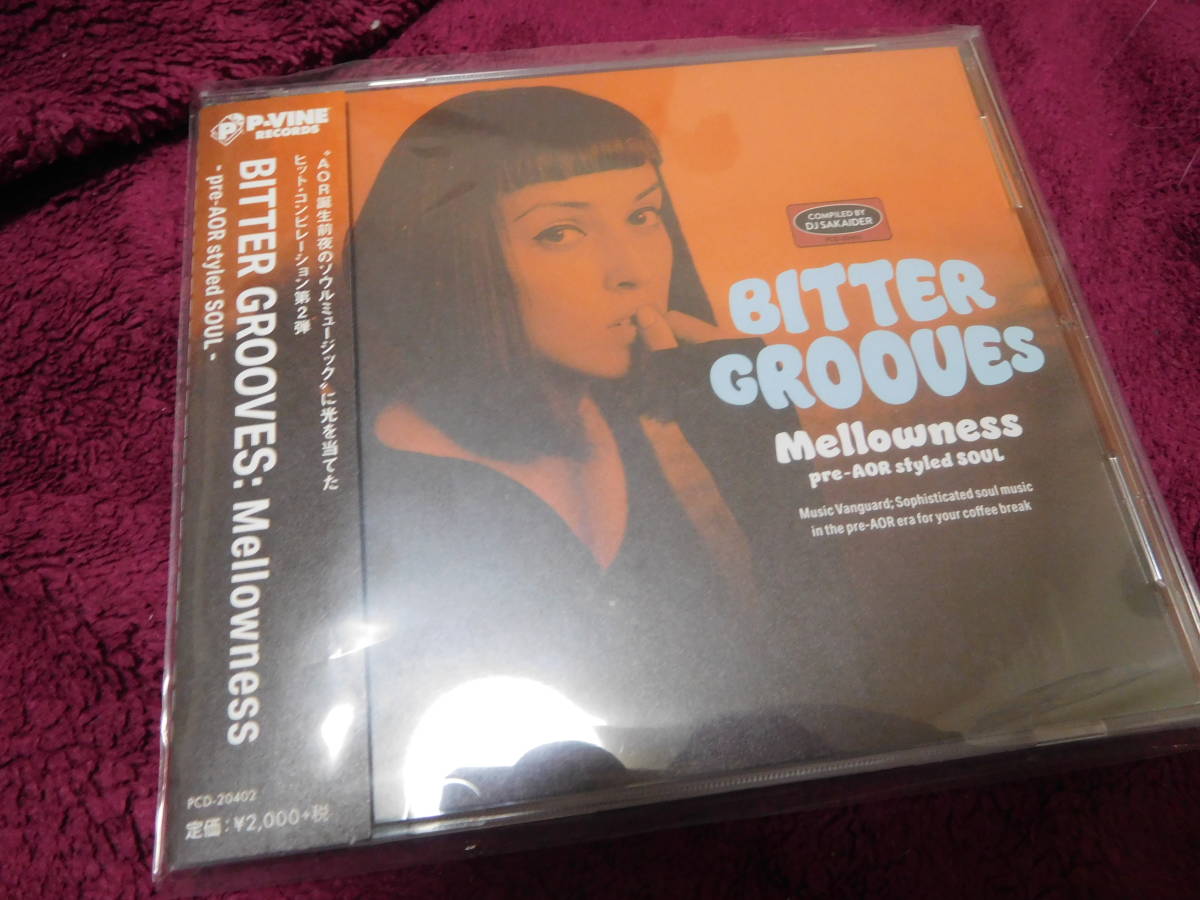 P-VINE
RECORDS
BITTER GROOVES: Mellowness
- pre-AOR styled SOUL -
“AOR誕生前夜のソウルミュージック”に光を当てた
ヒット・コンピレーション第2弾
PCD-20402
定価:¥2,000+税
COMPILED BY
DJ SAKAIDER
PCD-20402
BITTER
GROOVES
Mellowness
pre-AOR styled SOUL
Music Vanguard; Sophisticated soul music
in the pre-AOR era for your coffee break